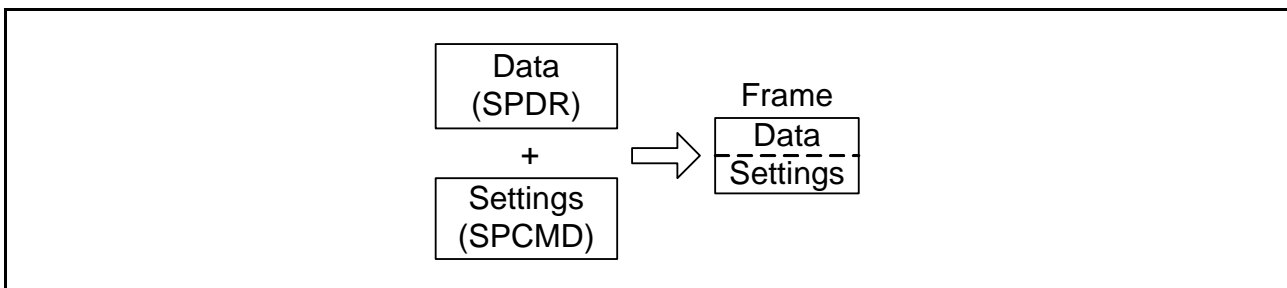 Data
(SPDR)
+
Settings
(SPCMD)
Frame
Data
Settings